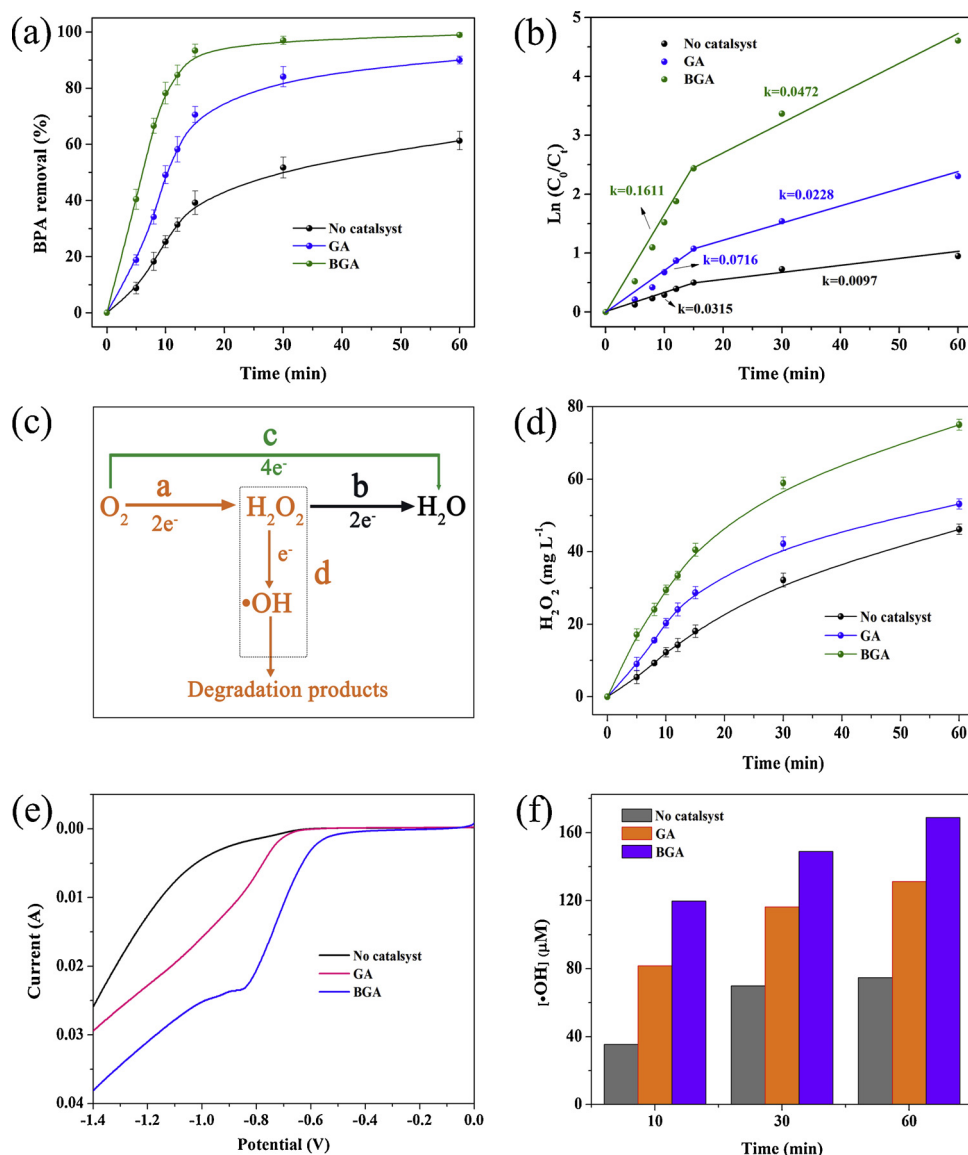 (a)
100
80
60
40
20
0
BPA removal (%)
No catalsyst
GA
BGA
0 10 20 30 40 50 60
Time (min)
(b)
5
4
3
2
1
0
Ln (C₀/Cₜ)
No catalsyst
GA
BGA
k=0.0472
k=0.1611
k=0.0228
k=0.0716
k=0.0097
k=0.0315
0 10 20 30 40 50 60
Time (min)
(c)
c
4e⁻
O₂ a H₂O₂ b H₂O
2e⁻ 2e⁻
e⁻ d
•OH
Degradation products
(d)
80
60
40
20
0
H₂O₂ (mg L⁻¹)
No catalsyst
GA
BGA
0 10 20 30 40 50 60
Time (min)
(e)
0.00
0.01
0.02
0.03
0.04
Current (A)
No catalsyst
GA
BGA
-1.4 -1.2 -1.0 -0.8 -0.6 -0.4 -0.2 0.0
Potential (V)
(f)
160
120
80
40
0
[•OH] (μM)
No catalsyst
GA
BGA
10 30 60
Time (min)